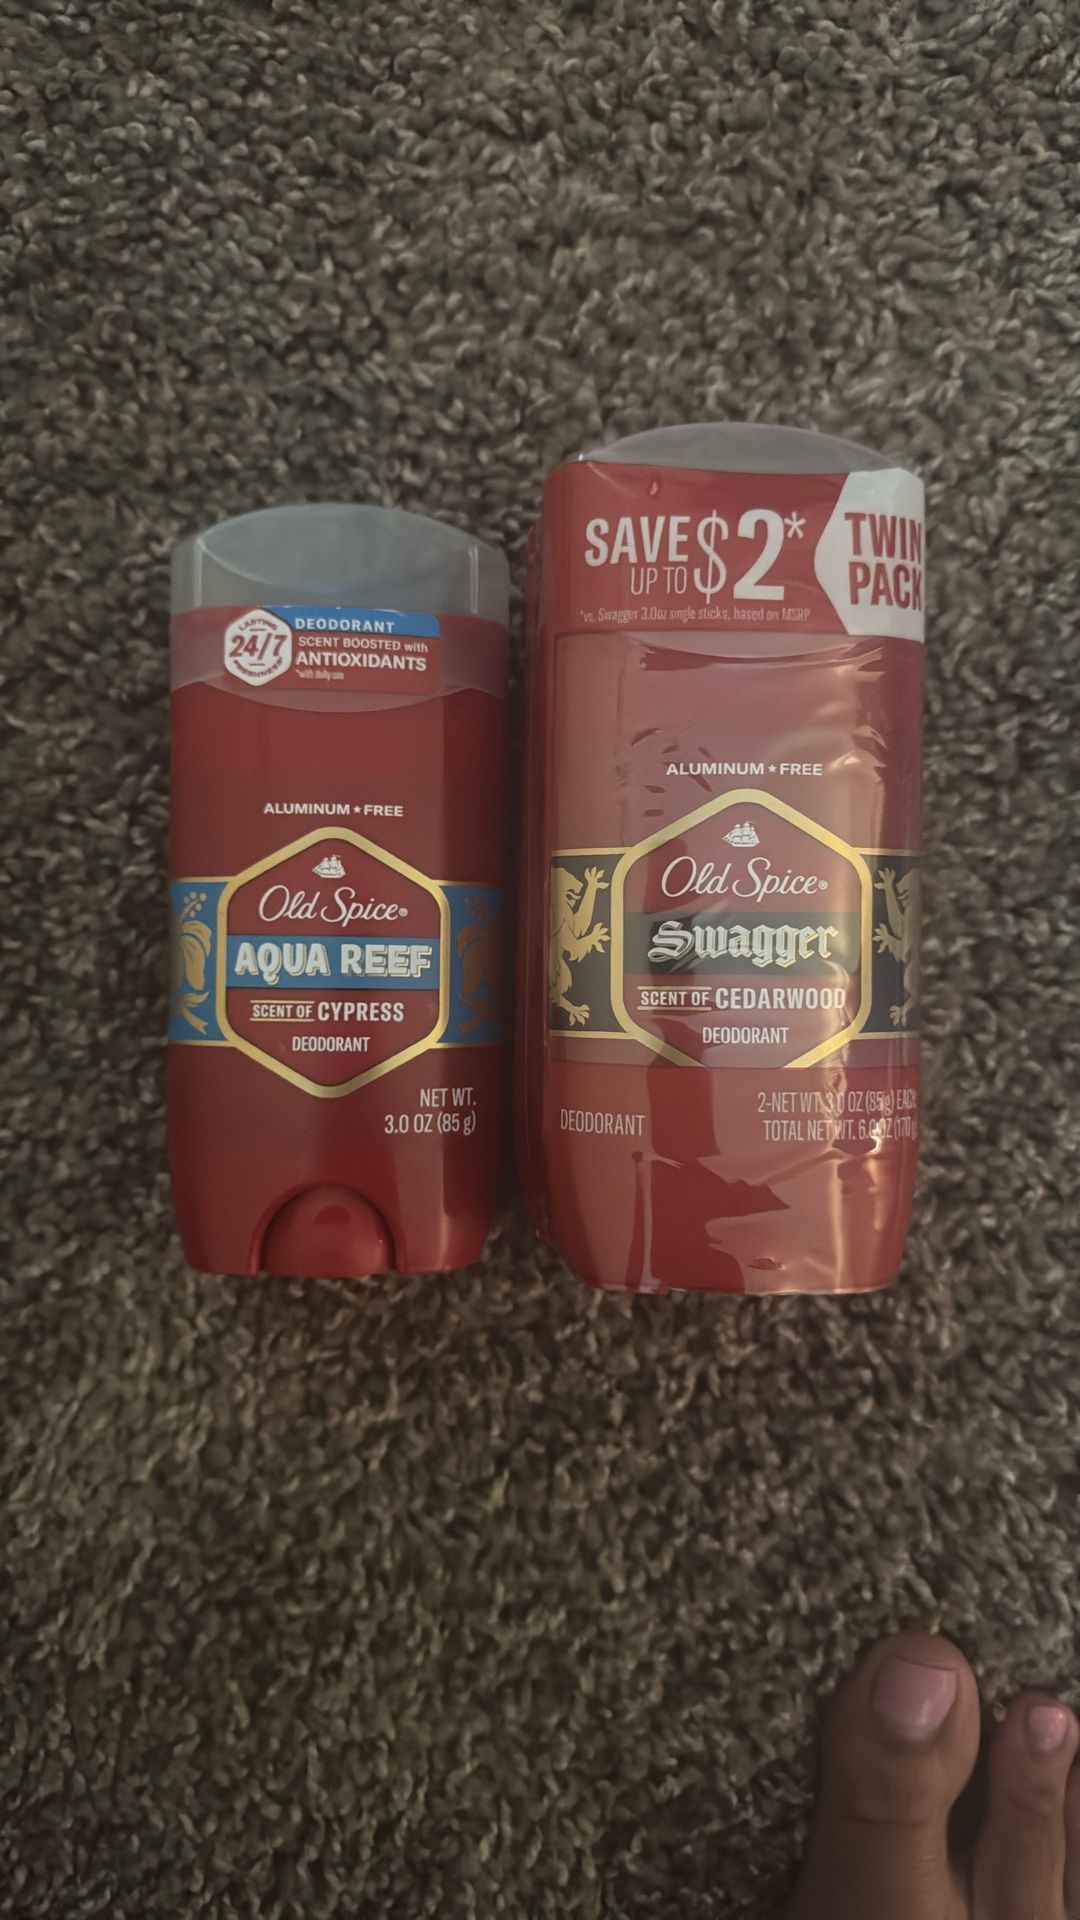 DEODORANT
LASTING
24/7
FRESHNESS
SCENT BOOSTED with
ANTIOXIDANTS
*with daily use
ALUMINUM★FREE
Old Spice®
AQUA REEF
SCENT OF CYPRESS
DEODORANT
NET WT.
3.0 OZ (85 g)
SAVE
UP TO
$2*
TWIN
PACK
*vs. Swagger 3.0oz single sticks, based on MSRP
ALUMINUM★FREE
Old Spice®
Swagger
SCENT OF CEDARWOOD
DEODORANT
DEODORANT
2-NET WT. 3.0 OZ (85 g) EACH
TOTAL NET WT. 6.0 OZ (170 g)